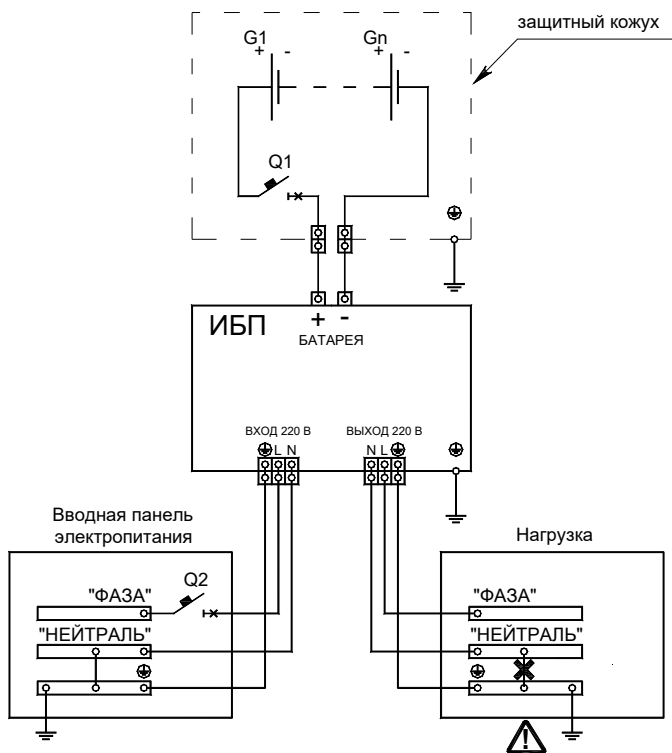 защитный кожух
G1
Gn
+ -
+ -
Q1
ИБП
+ -
БАТАРЕЯ
ВХОД 220 В
ВЫХОД 220 В
L N
N L
Вводная панель
электропитания
Нагрузка
Q2
"ФАЗА"
"ФАЗА"
"НЕЙТРАЛЬ"
"НЕЙТРАЛЬ"
!